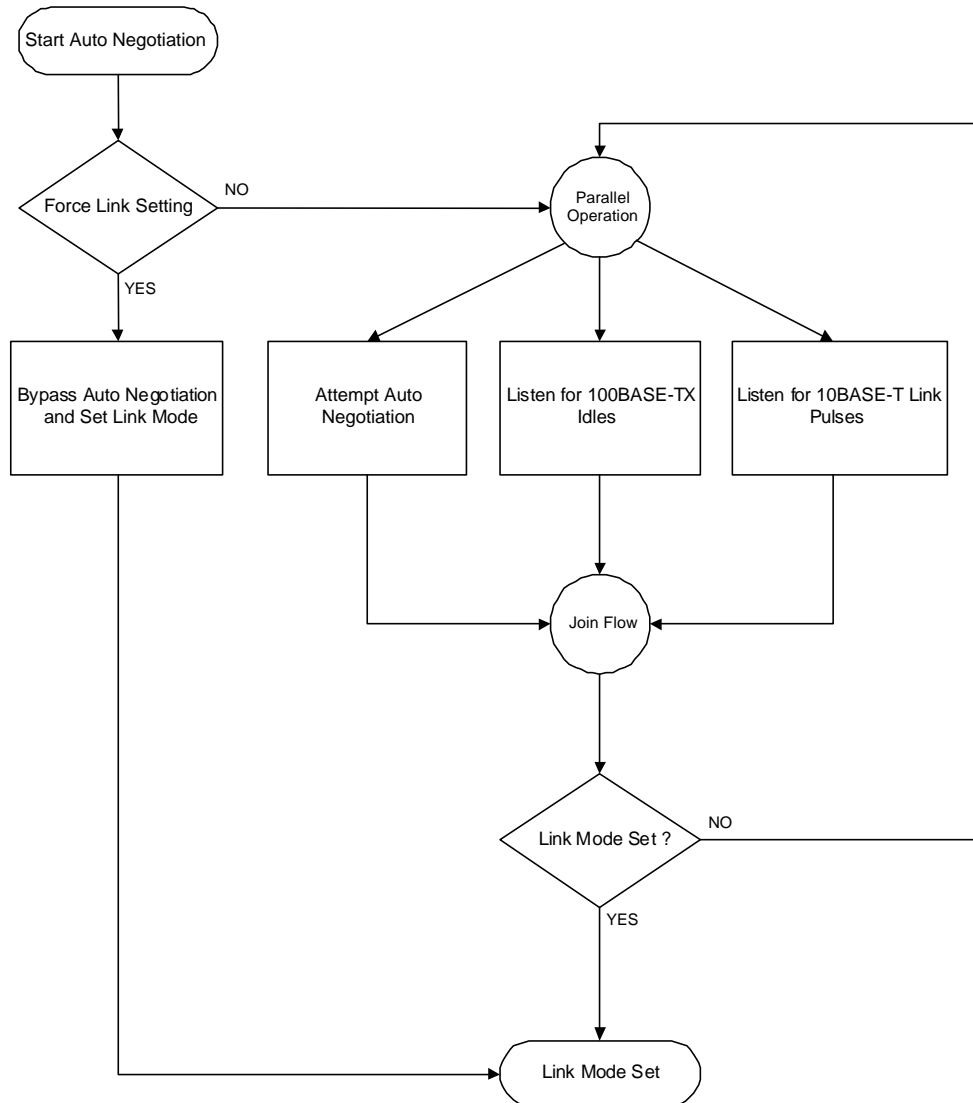 Start Auto Negotiation
Force Link Setting
NO
Parallel
Operation
YES
Bypass Auto Negotiation
and Set Link Mode
Attempt Auto
Negotiation
Listen for 100BASE-TX
Idles
Listen for 10BASE-T Link
Pulses
Join Flow
Link Mode Set ?
NO
YES
Link Mode Set